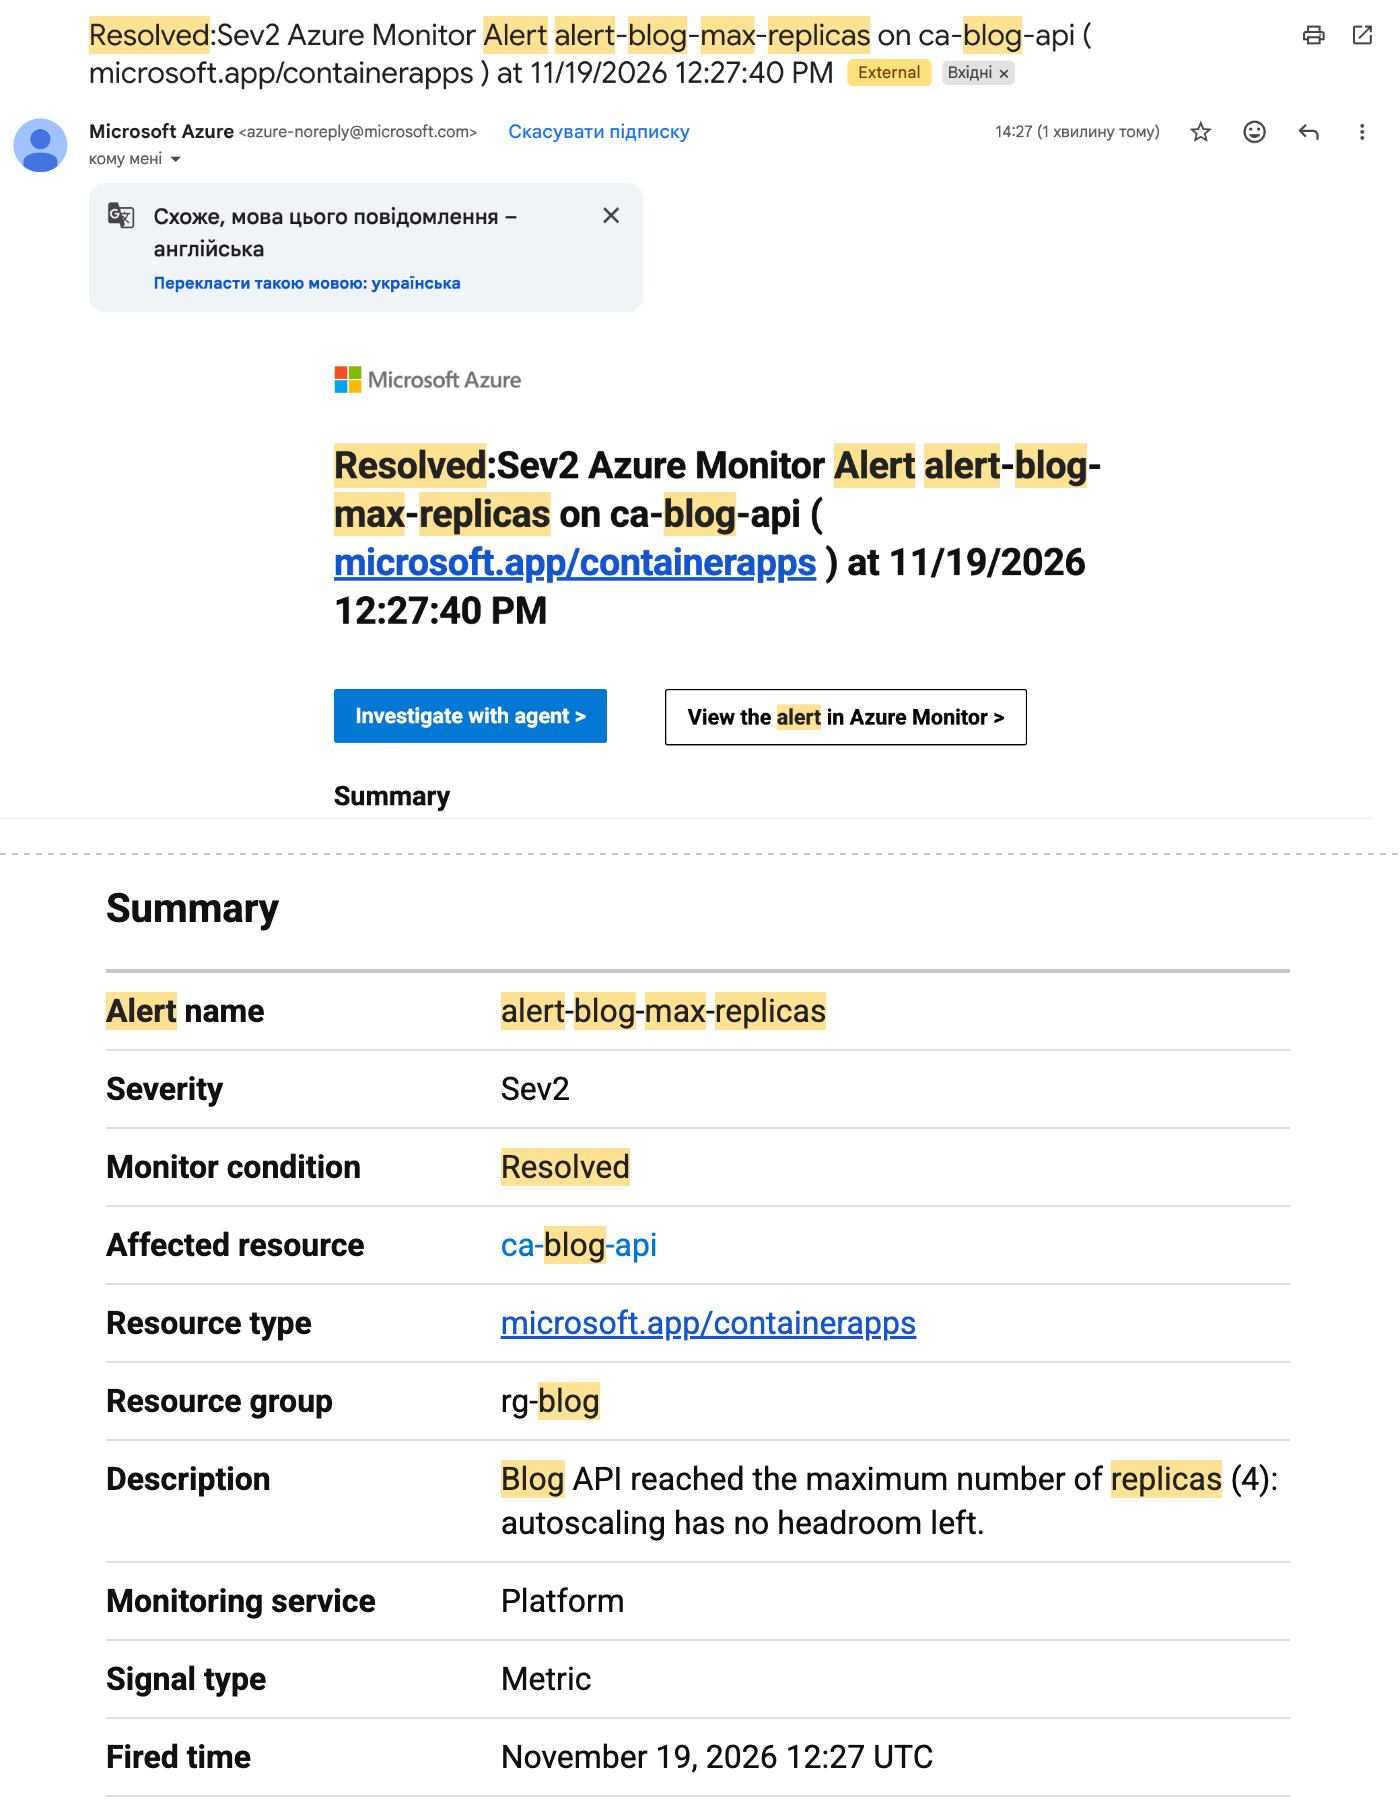 Resolved:Sev2 Azure Monitor Alert alert-blog-max-replicas on ca-blog-api (
microsoft.app/containerapps ) at 11/19/2026 12:27:40 PM External Вхідні ×
Microsoft Azure <azure-noreply@microsoft.com> Скасувати підписку 14:27 (1 хвилину тому)
кому мені
Схоже, мова цього повідомлення –
англійська
Перекласти такою мовою: українська
Microsoft Azure
Resolved:Sev2 Azure Monitor Alert alert-blog-
max-replicas on ca-blog-api (
microsoft.app/containerapps ) at 11/19/2026
12:27:40 PM
Investigate with agent > View the alert in Azure Monitor >
Summary
Summary
Alert name alert-blog-max-replicas
Severity Sev2
Monitor condition Resolved
Affected resource ca-blog-api
Resource type microsoft.app/containerapps
Resource group rg-blog
Description Blog API reached the maximum number of replicas (4):
autoscaling has no headroom left.
Monitoring service Platform
Signal type Metric
Fired time November 19, 2026 12:27 UTC